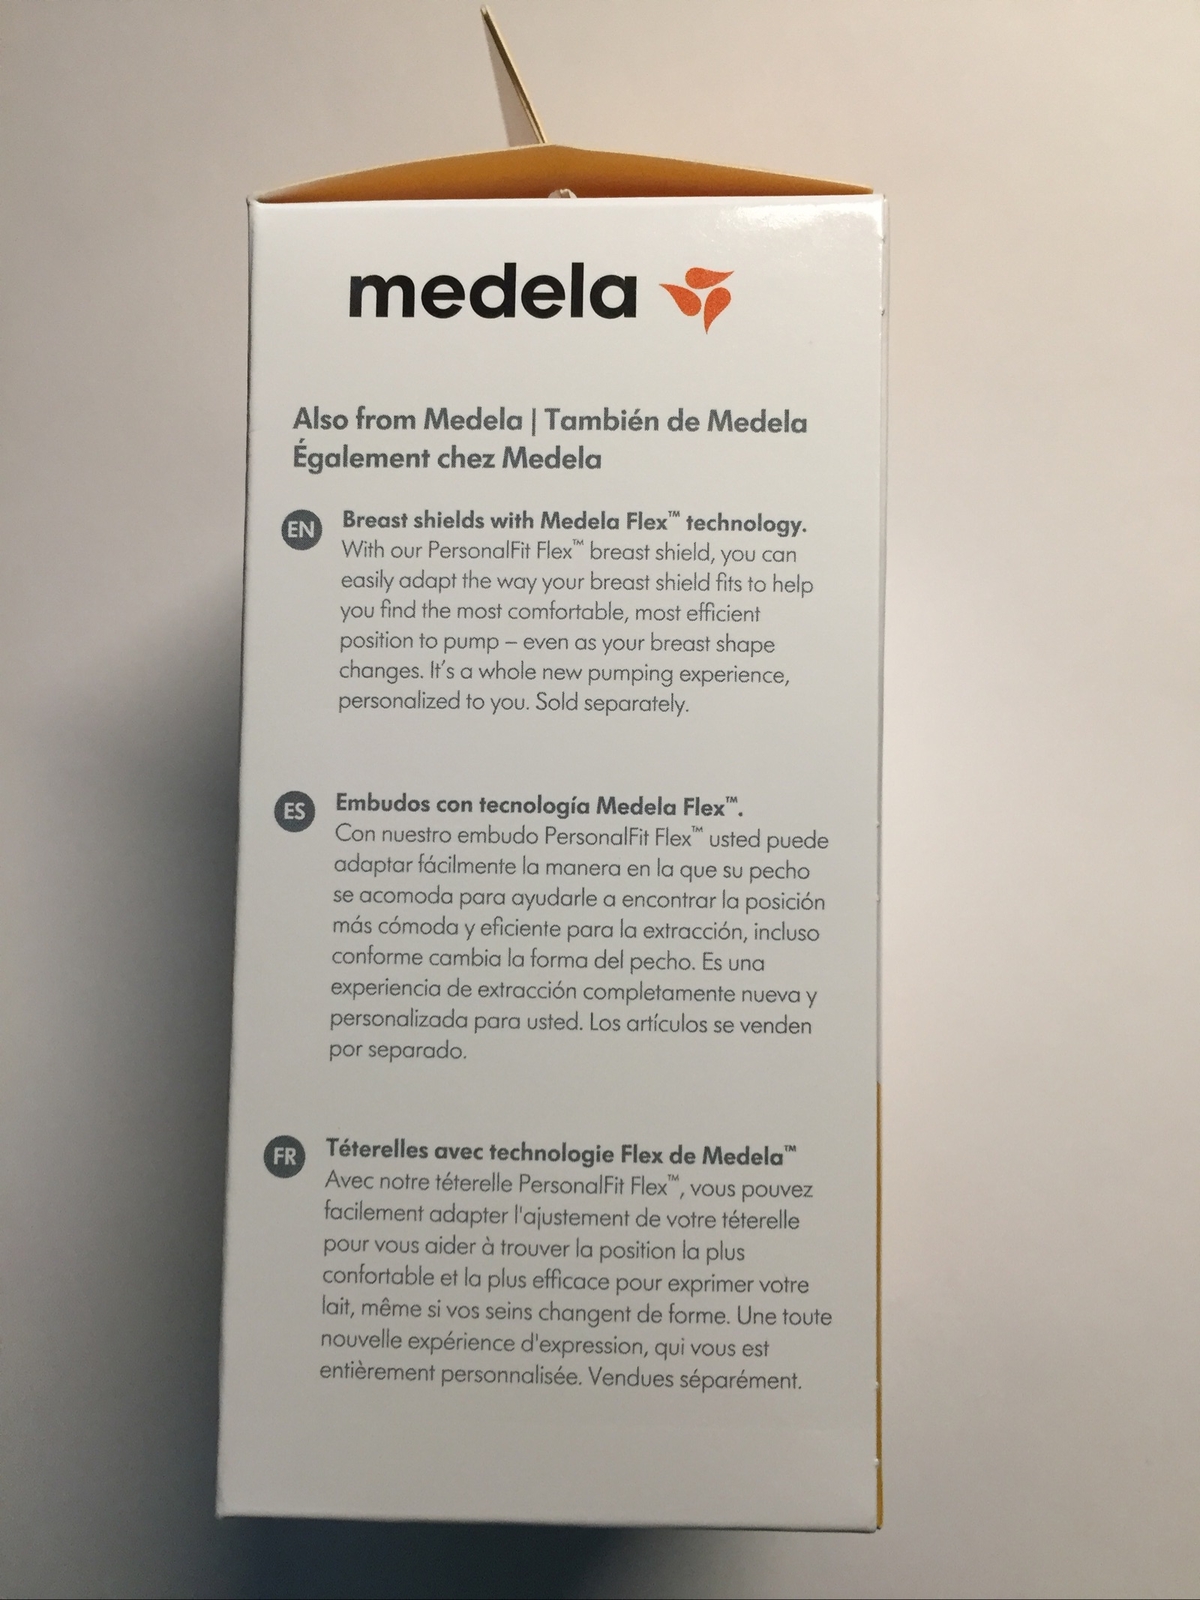 medela
Also from Medela | También de Medela
Également chez Medela
EN
Breast shields with Medela Flex™ technology.
With our PersonalFit Flex™ breast shield, you can
easily adapt the way your breast shield fits to help
you find the most comfortable, most efficient
position to pump – even as your breast shape
changes. It's a whole new pumping experience,
personalized to you. Sold separately.
ES
Embudos con tecnología Medela Flex™.
Con nuestro embudo PersonalFit Flex™ usted puede
adaptar fácilmente la manera en la que su pecho
se acomoda para ayudarle a encontrar la posición
más cómoda y eficiente para la extracción, incluso
conforme cambia la forma del pecho. Es una
experiencia de extracción completamente nueva y
personalizada para usted. Los artículos se venden
por separado.
FR
Téterelles avec technologie Flex de Medela™
Avec notre téterelle PersonalFit Flex™, vous pouvez
facilement adapter l'ajustement de votre téterelle
pour vous aider à trouver la position la plus
confortable et la plus efficace pour exprimer votre
lait, même si vos seins changent de forme. Une toute
nouvelle expérience d'expression, qui vous est
entièrement personnalisée. Vendues séparément.